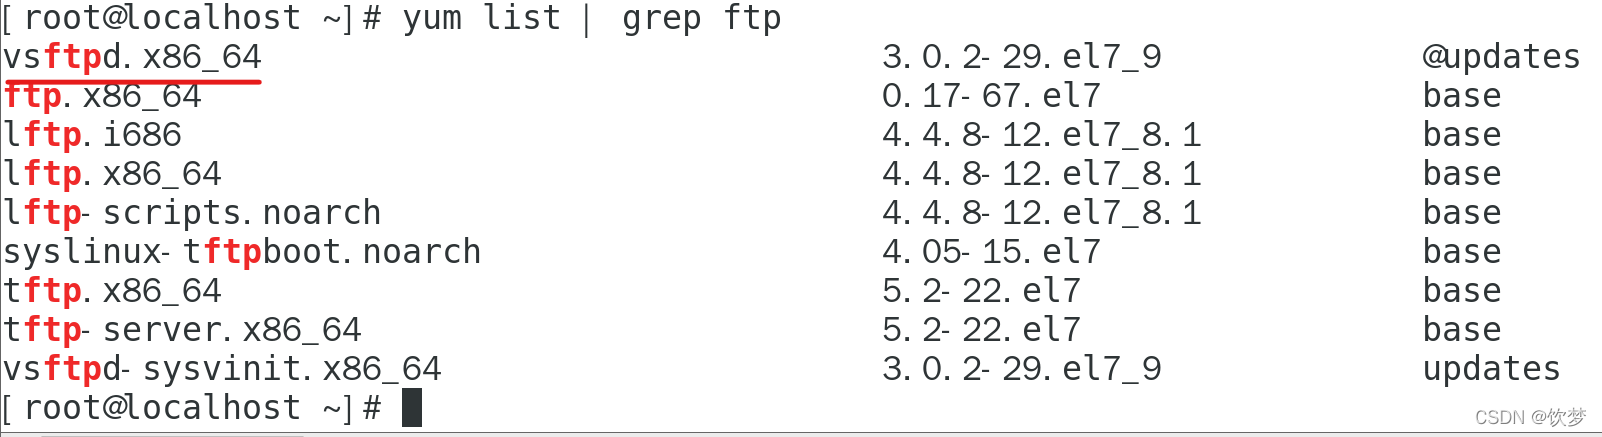 [root@localhost ~]# yum list | grep ftp
vsftpd.x86_64 3.0.2-29.el7_9 @updates
ftp.x86_64 0.17-67.el7 base
lftp.i686 4.4.8-12.el7_8.1 base
lftp.x86_64 4.4.8-12.el7_8.1 base
lftp-scripts.noarch 4.4.8-12.el7_8.1 base
syslinux-tftpboot.noarch 4.05-15.el7 base
tftp.x86_64 5.2-22.el7 base
tftp-server.x86_64 5.2-22.el7 base
vsftpd-sysvinit.x86_64 3.0.2-29.el7_9 updates
[root@localhost ~]#
CSDN @饮梦